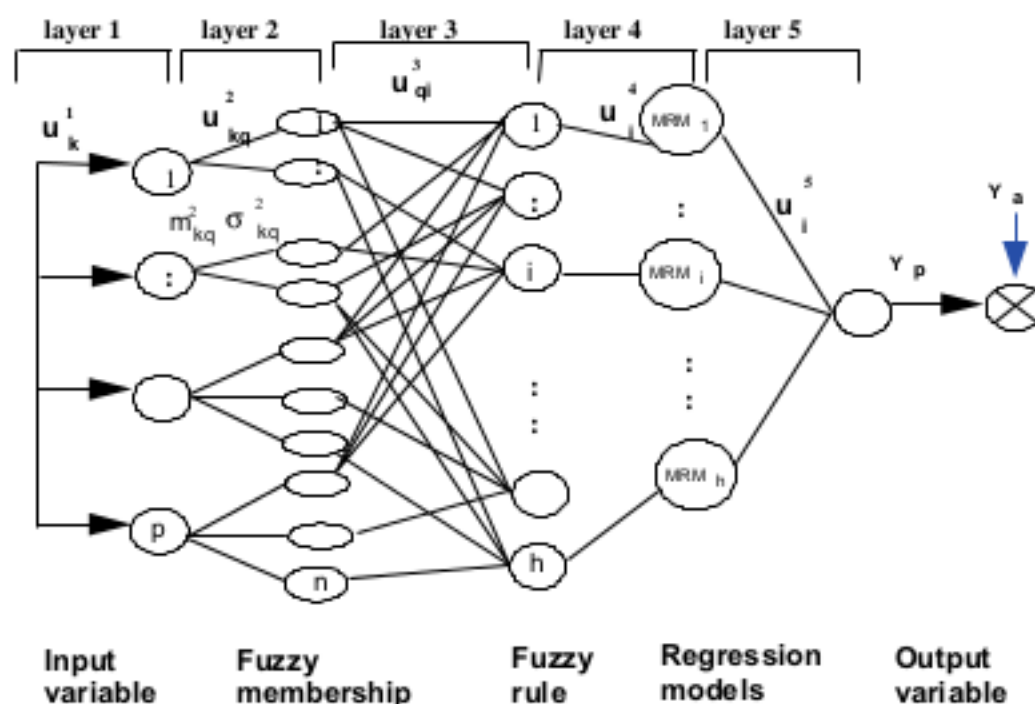 layer 1 layer 2 layer 3 layer 4 layer 5
u 1 k
u 2 kq
u 3 qi
u 4 i
MRM 1
1
:
1
:
:
m 2 kq σ 2 kq
u 5 i
Y a
:
i
MRM i
Y p
:
:
:
:
MRM h
p
n
h
Input variable
Fuzzy membership
Fuzzy rule
Regression models
Output variable